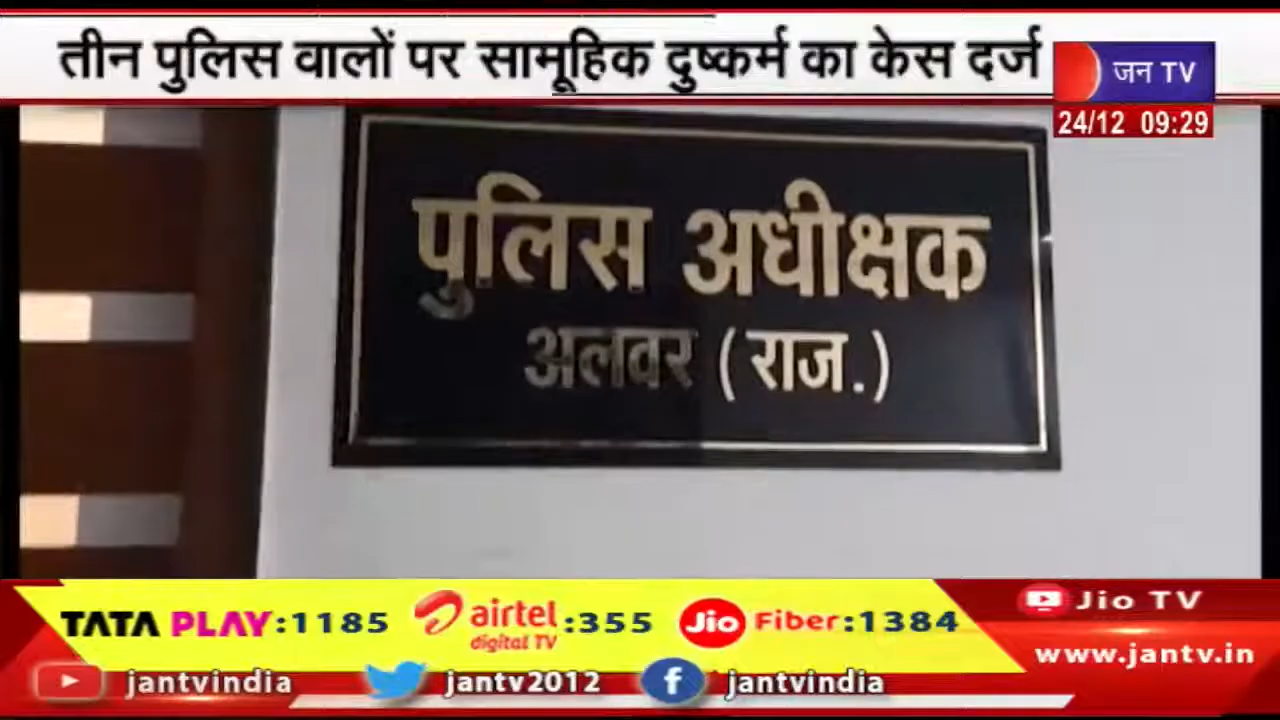 तीन पुलिस वालों पर सामूहिक दुष्कर्म का केस दर्ज
जन TV
24/12 09:29
पुलिस अधीक्षक
अलवर (राज.)
TATA PLAY:1185
airtel digital TV:355
Jio Fiber:1384
Jio TV
www.jantv.in
jantvindia
jantv2012
f jantvindia